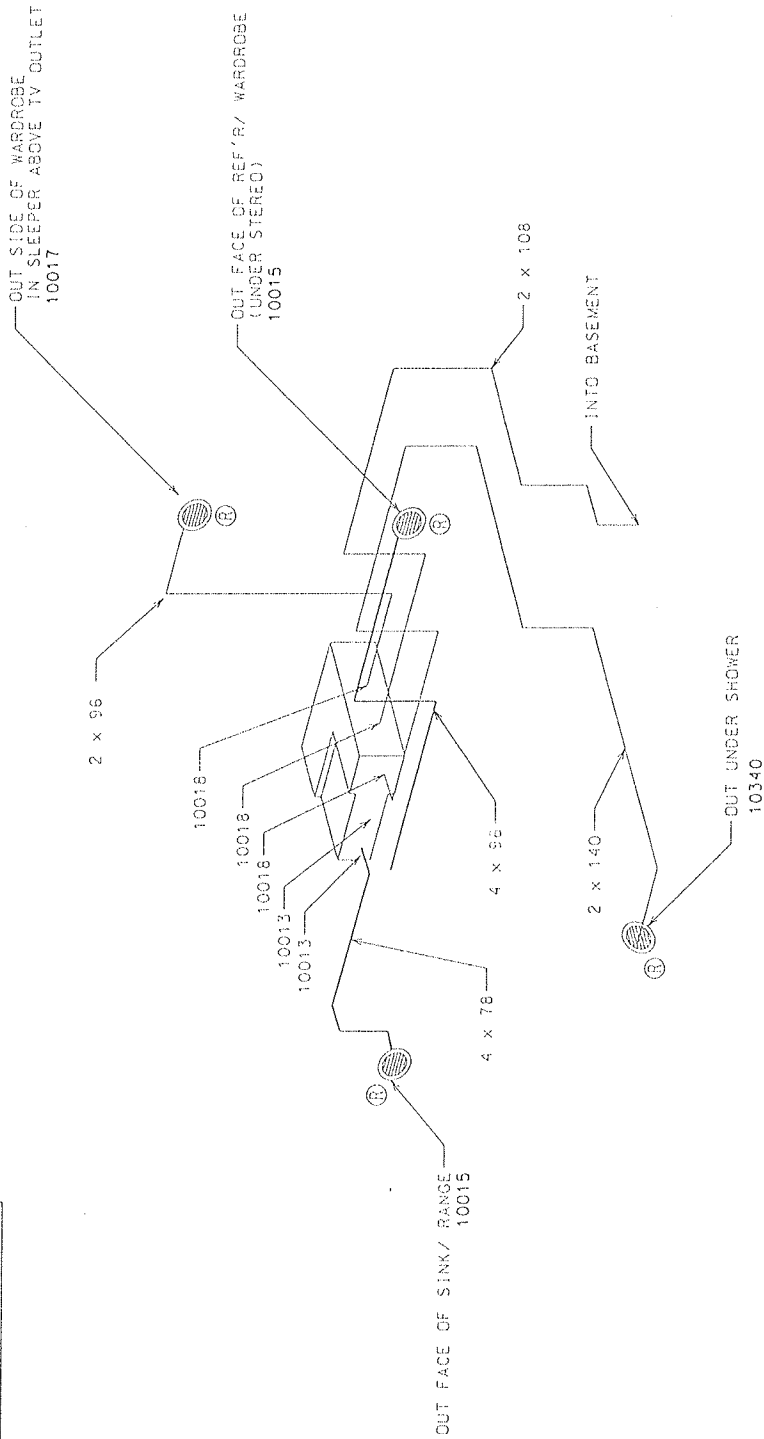 OUT SIDE OF WARDROBE
IN SLEEPER ABOVE TV OUTLET
10017
OUT FACE OF REF'R/ WARDROBE
(UNDER STEREO)
10015
2 x 108
INTO BASEMENT
2 x 96
10018
10018
10018
10013
10013
4 x 96
2 x 140
OUT UNDER SHOWER
10340
4 x 78
OUT FACE OF SINK/ RANGE
10015
R
R
R
R